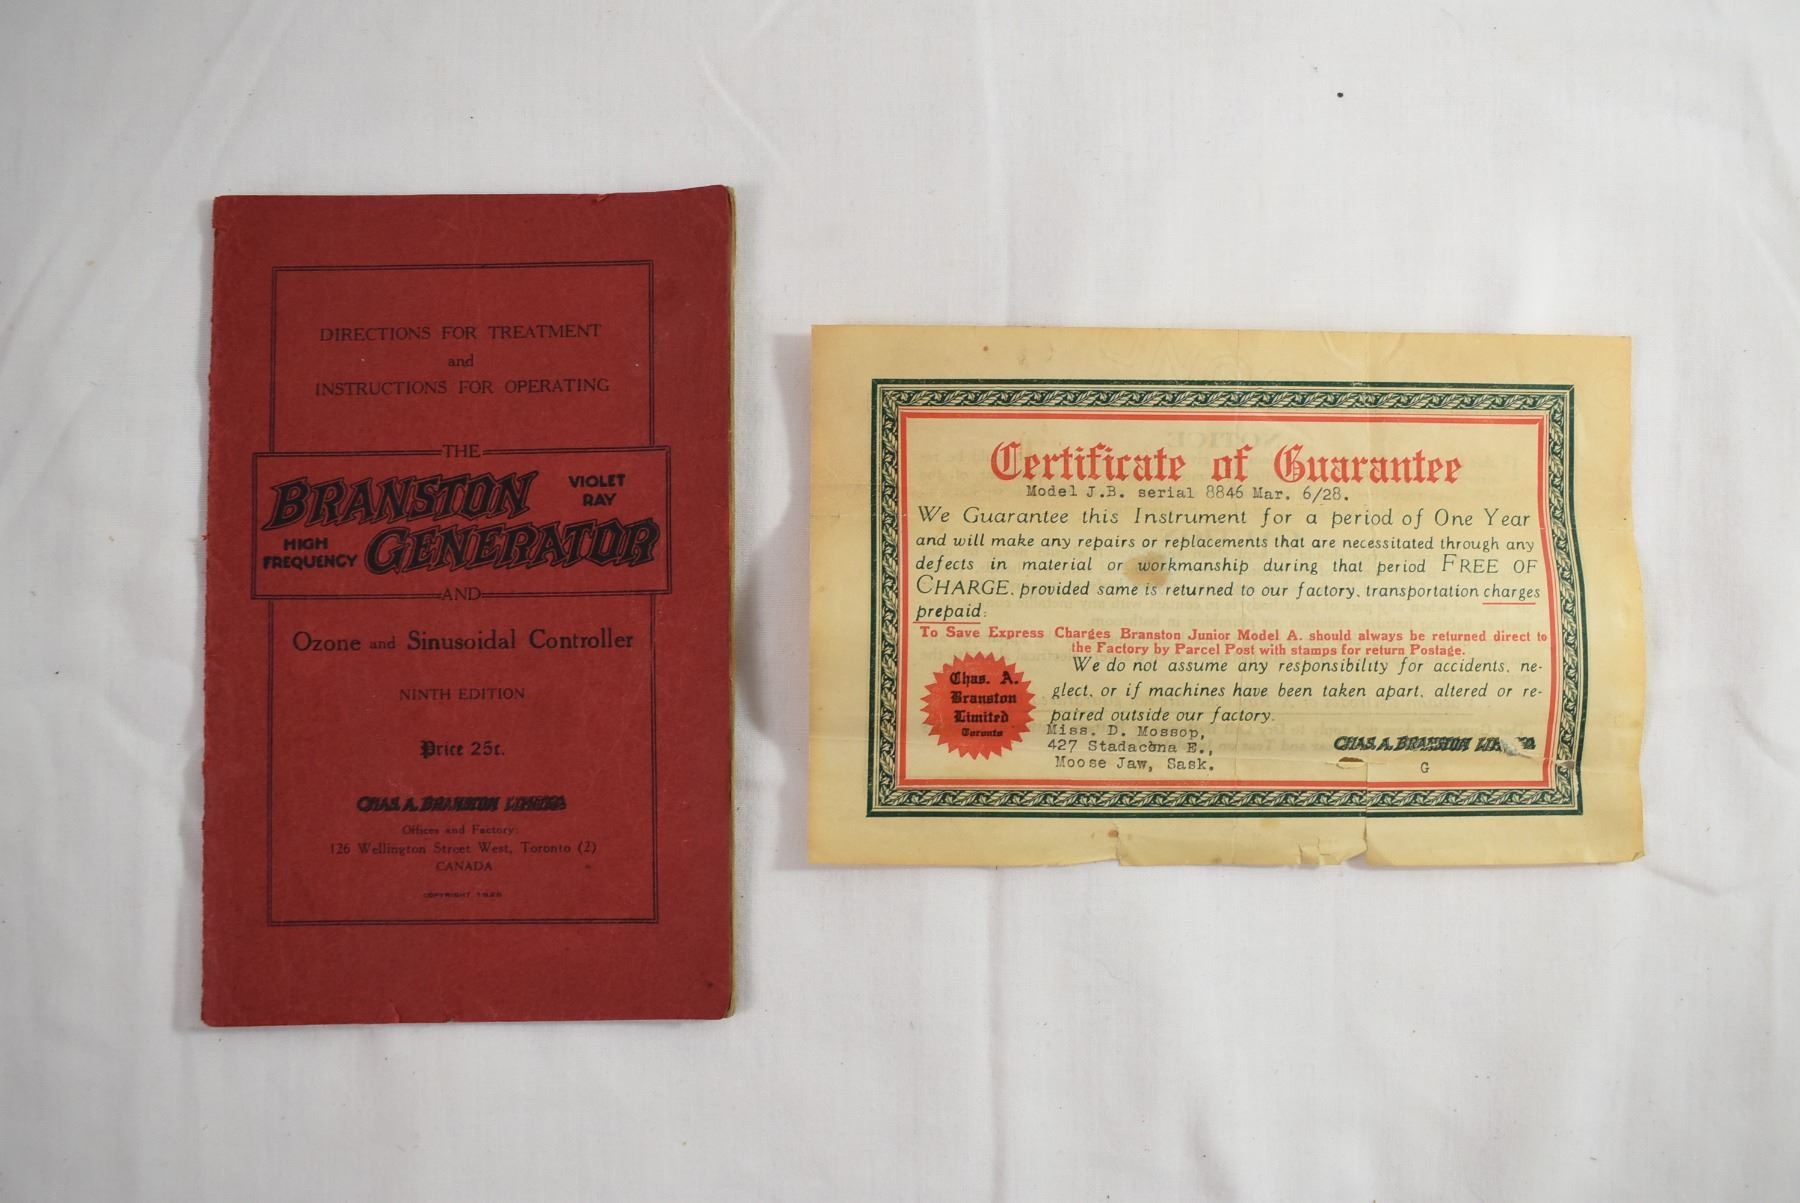 DIRECTIONS FOR TREATMENT
and
INSTRUCTIONS FOR OPERATING
THE
BRANSTON VIOLET RAY
HIGH FREQUENCY GENERATOR
AND
Ozone and Sinusoidal Controller
NINTH EDITION
Price 25c.
CHAS. A. BRANSTON LIMITED
Offices and Factory:
126 Wellington Street West, Toronto (2)
CANADA
COPYRIGHT
Certificate of Guarantee
Model J.B. serial 8846 Mar. 6/28.
We Guarantee this Instrument for a period of One Year
and will make any repairs or replacements that are necessitated through any
defects in material or workmanship during that period FREE OF
CHARGE, provided same is returned to our factory, transportation charges
prepaid.
To Save Express Charges Branston Junior Model A. should always be returned direct to
the Factory by Parcel Post with stamps for return Postage.
We do not assume any responsibility for accidents, ne-
glect, or if machines have been taken apart, altered or re-
paired outside our factory.
Chas. A.
Branston
Limited
Toronto
Miss. D. Mossop,
427 Stadacona E.,
Moose Jaw, Sask.
CHAS. A. BRANSTON LIMITED
G